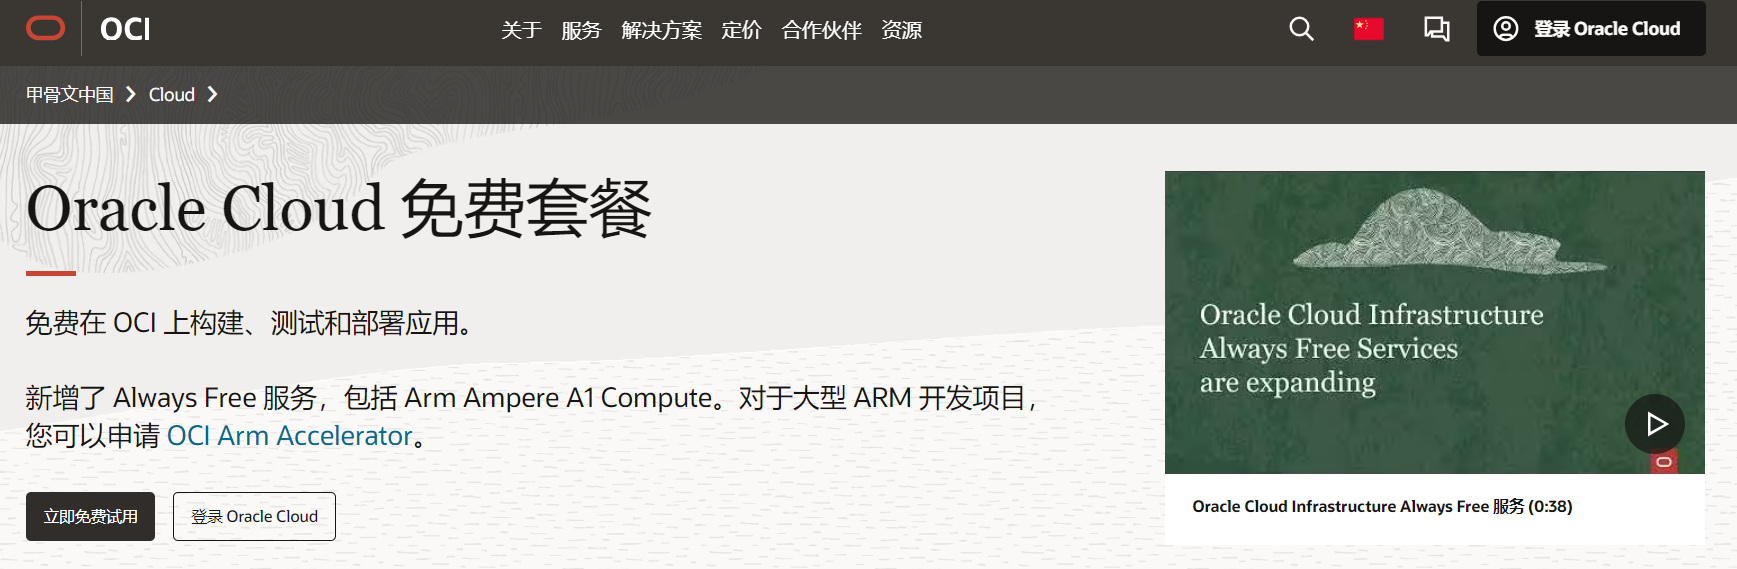 OCI
关于 服务 解决方案 定价 合作伙伴 资源
登录 Oracle Cloud
甲骨文中国 Cloud
Oracle Cloud 免费套餐
免费在 OCI 上构建、测试和部署应用。
新增了 Always Free 服务，包括 Arm Ampere A1 Compute。对于大型 ARM 开发项目，
您可以申请 OCI Arm Accelerator。
立即免费试用 登录 Oracle Cloud
Oracle Cloud Infrastructure
Always Free Services
are expanding
Oracle Cloud Infrastructure Always Free 服务 (0:38)